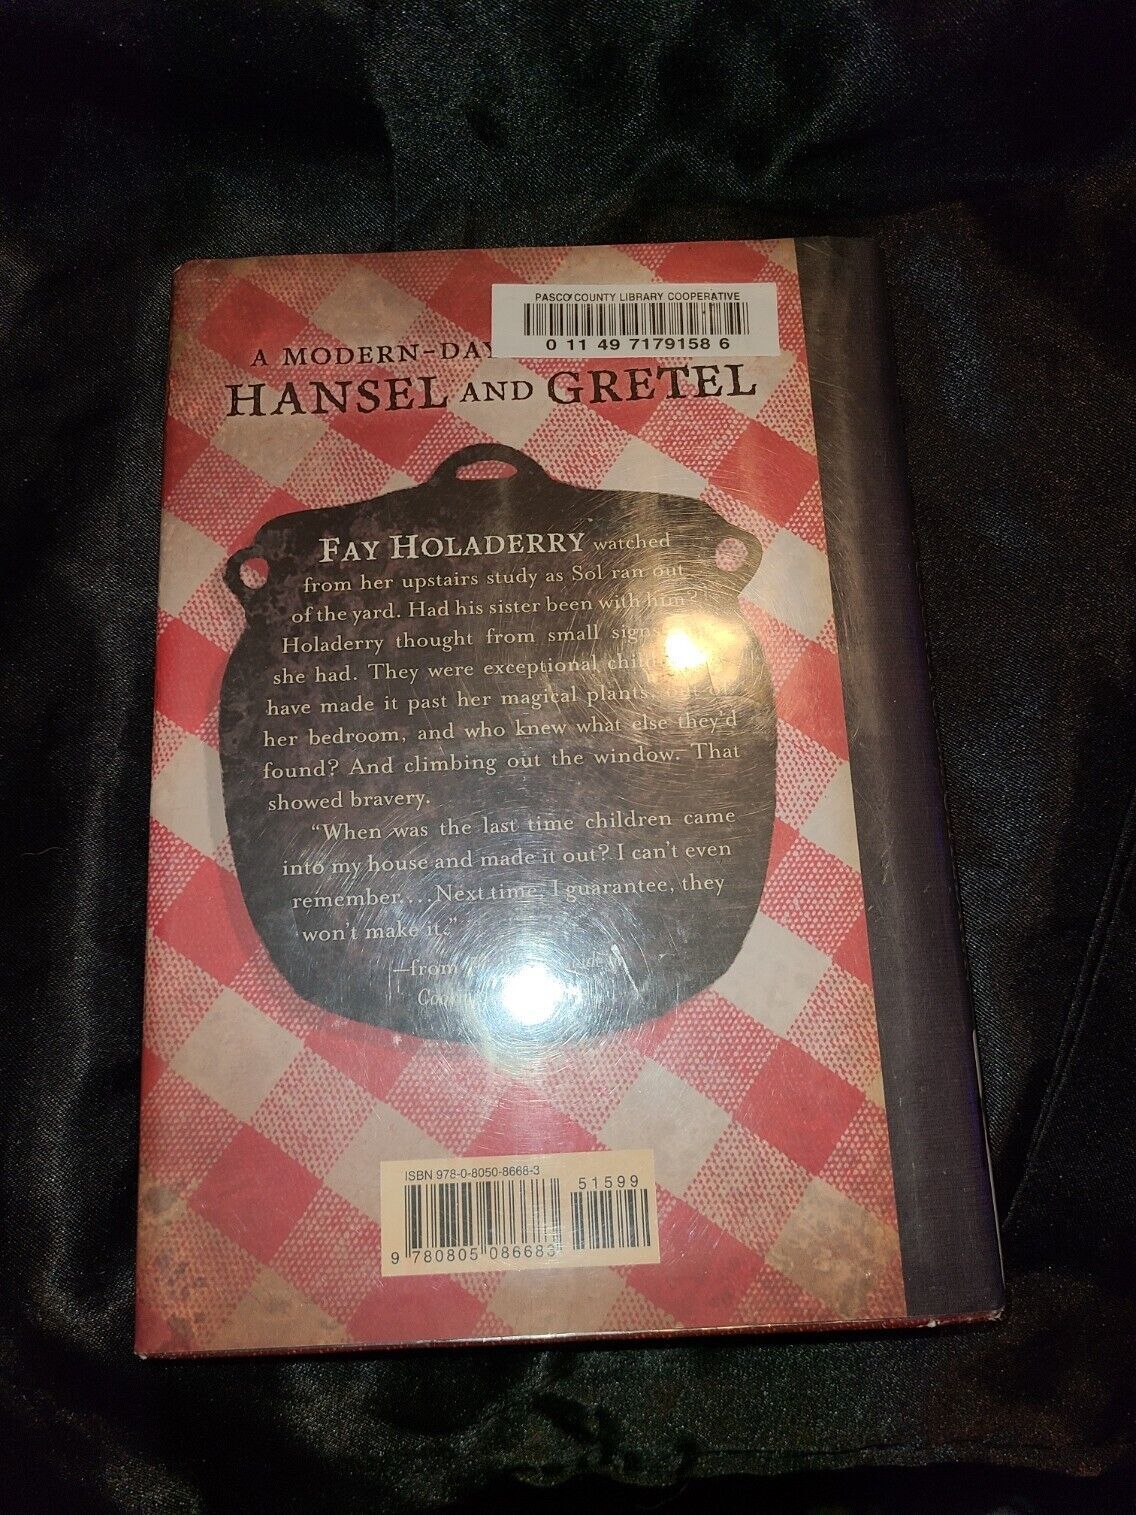 PASCO COUNTY LIBRARY COOPERATIVE
0 11 49 7179158 6
A MODERN-DAY
HANSEL AND GRETEL
FAY HOLADERRY watched
from her upstairs study as Sol ran out
of the yard. Had his sister been with him?
Holaderry thought from small signs
she had. They were exceptional
have made it past her magical plants,
her bedroom, and who knew what else they'd
found? And climbing out the window. That
showed bravery.
"When was the last time children came
into my house and made it out? I can't even
remember.... Next time, I guarantee, they
won't make it."
—from
ISBN 978-0-8050-8668-3
51599
9 780805 086683